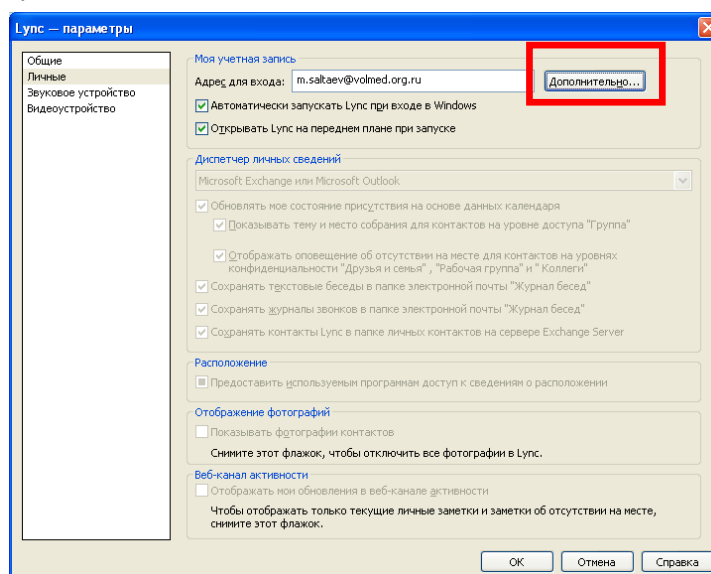 Lync — параметры
Общие
Личные
Звуковое устройство
Видеоустройство
Моя учетная запись
Адрес для входа: m.saltaev@volmed.org.ru Дополнительно...
Автоматически запускать Lync при входе в Windows
Открывать Lync на переднем плане при запуске
Диспетчер личных сведений
Microsoft Exchange или Microsoft Outlook
Обновлять мое состояние присутствия на основе данных календаря
Показывать тему и место собрания для контактов на уровне доступа "Группа"
Отображать оповещение об отсутствии на месте для контактов на уровнях
конфиденциальности "Друзья и семья" , "Рабочая группа" и " Коллеги"
Сохранять текстовые беседы в папке электронной почты "Журнал бесед"
Сохранять журналы звонков в папке электронной почты "Журнал бесед"
Сохранять контакты Lync в папке личных контактов на сервере Exchange Server
Расположение
Предоставить используемым программам доступ к сведениям о расположении
Отображение фотографий
Показывать фотографии контактов
Снимите этот флажок, чтобы отключить все фотографии в Lync.
Веб-канал активности
Отображать мои обновления в веб-канале активности
Чтобы отображать только текущие личные заметки и заметки об отсутствии на месте,
снимите этот флажок.
ОК Отмена Справка